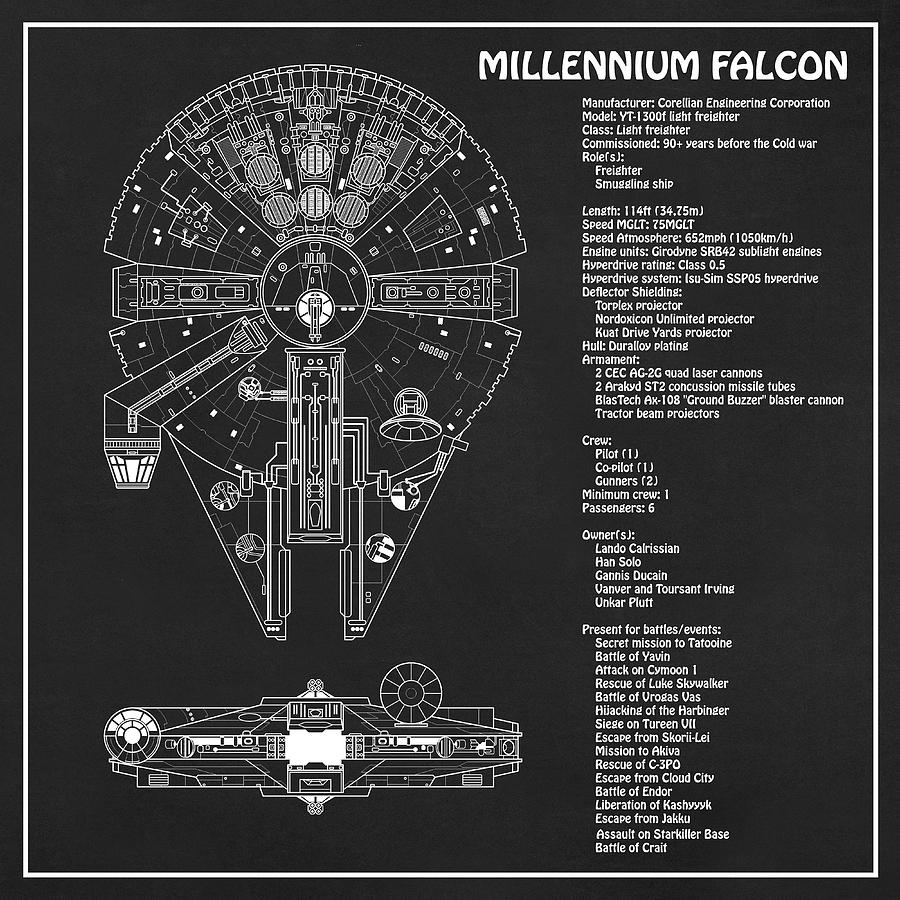 MILLENNIUM FALCON
Manufacturer: Corellian Engineering Corporation
Model: YT-1300f light freighter
Class: Light freighter
Commissioned: 90+ years before the Cold war
Role(s):
Freighter
Smuggling ship
Length: 114ft (34.75m)
Speed MGLT: 75MGLT
Speed Atmosphere: 652mph (1050km/h)
Engine units: Girodyne SRB42 sublight engines
Hyperdrive rating: Class 0.5
Hyperdrive system: Isu-Sim SSP05 hyperdrive
Deflector Shielding:
Torplex projector
Nordoxicon Unlimited projector
Kuat Drive Yards projector
Hull: Duralloy plating
Armament:
2 CEC AG-2G quad laser cannons
2 Arakyd ST2 concussion missile tubes
BlasTech Ax-108 "Ground Buzzer" blaster cannon
Tractor beam projectors
Crew:
Pilot (1)
Co-pilot (1)
Gunners (2)
Minimum crew: 1
Passengers: 6
Owner(s):
Lando Calrissian
Han Solo
Gannis Ducain
Vanver and Toursant Irving
Unkar Plutt
Present for battles/events:
Secret mission to Tatooine
Battle of Yavin
Attack on Cymoon 1
Rescue of Luke Skywalker
Battle of Vrogas Vas
Hijacking of the Harbinger
Siege on Tureen VII
Escape from Skorii-Lei
Mission to Akiva
Rescue of C-3PO
Escape from Cloud City
Battle of Endor
Liberation of Kashyyyk
Escape from Jakku
Assault on Starkiller Base
Battle of Crait